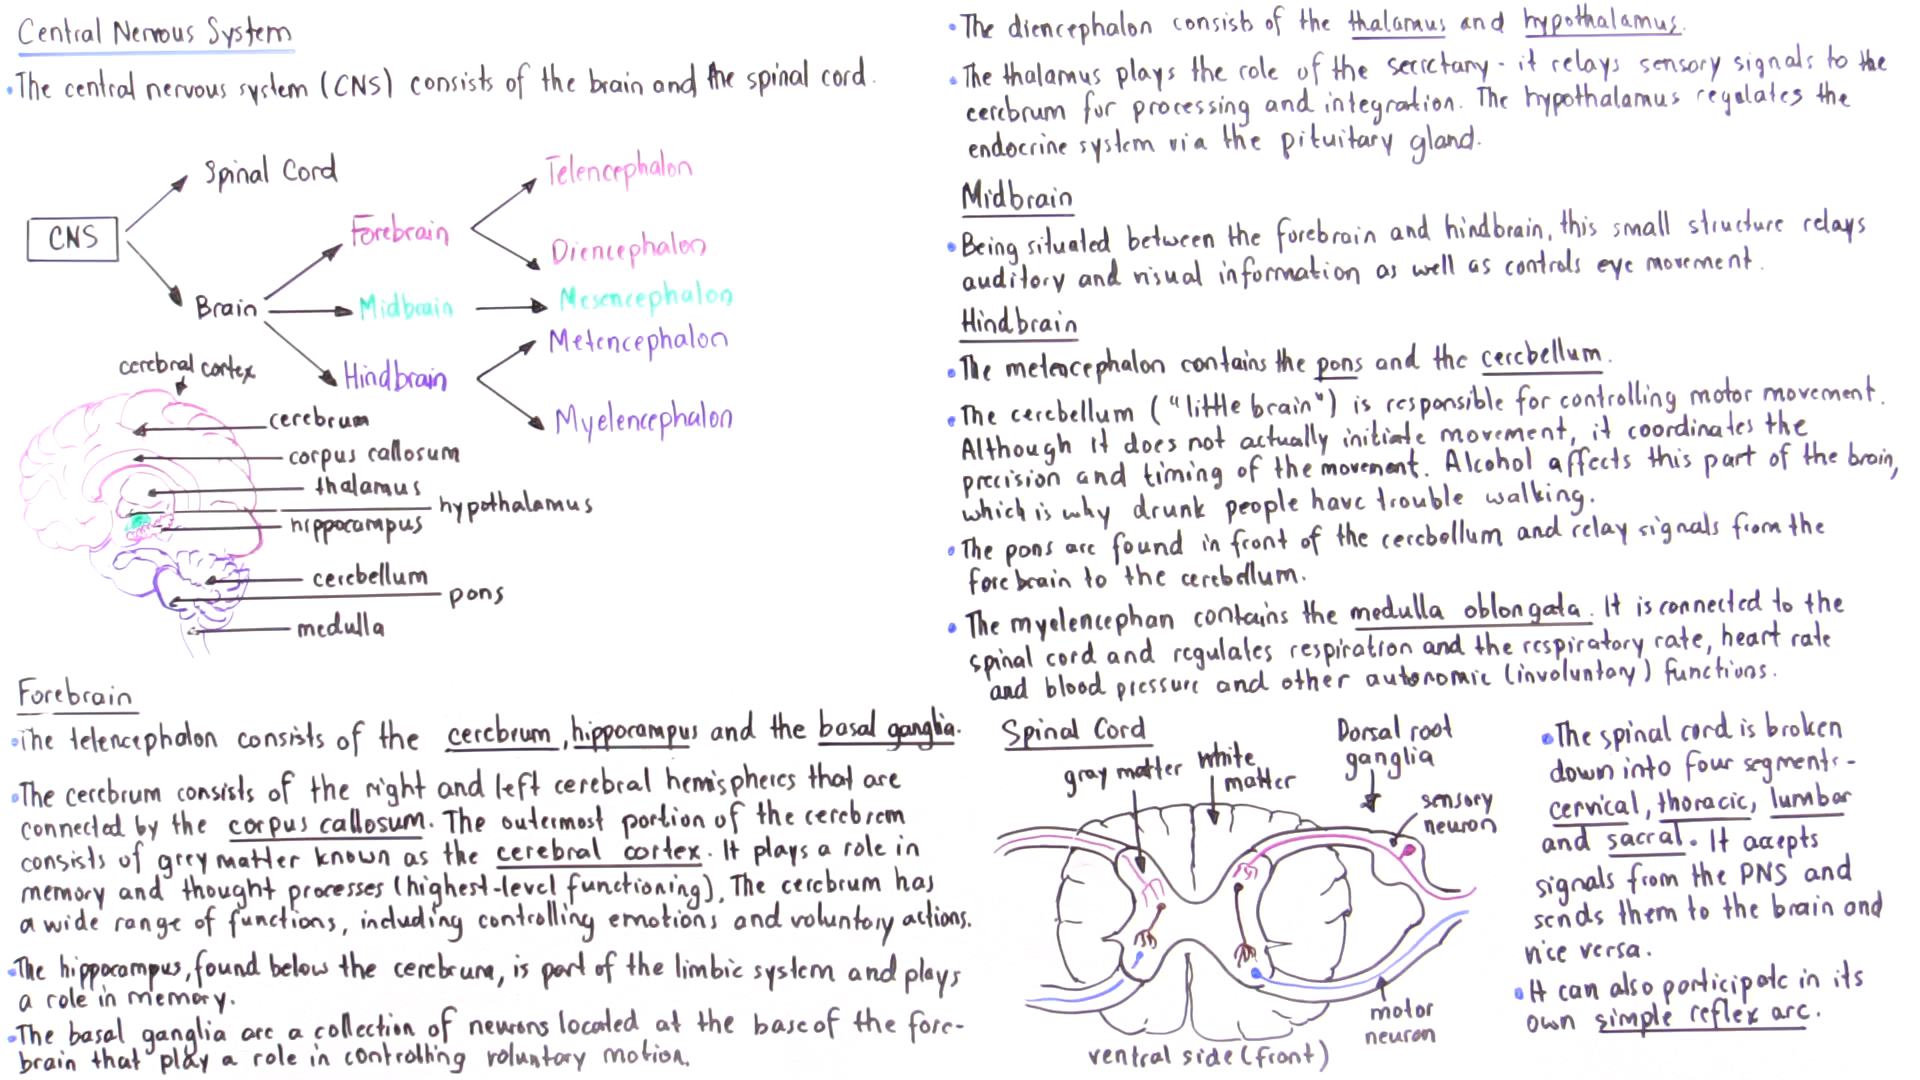 Central Nervous System
•The central nervous system (CNS) consists of the brain and the spinal cord.
Spinal Cord
CNS
Brain
Forebrain
Midbrain
Hindbrain
Telencephalon
Diencephalon
Mesencephalon
Metencephalon
Myelencephalon
cerebral cortex
cerebrum
corpus callosum
thalamus
hypothalamus
hippocampus
cerebellum
pons
medulla
Forebrain
•The telencephalon consists of the cerebrum, hippocampus and the basal ganglia.
•The cerebrum consists of the right and left cerebral hemispheres that are
connected by the corpus callosum. The outermost portion of the cerebrem
consists of grey matter known as the cerebral cortex. It plays a role in
memory and thought processes (highest-level functioning). The cerebrum has
a wide range of functions, including controlling emotions and voluntary actions.
•The hippocampus, found below the cerebrum, is part of the limbic system and plays
a role in memory.
•The basal ganglia are a collection of neurons located at the base of the fore-
brain that play a role in controlling voluntary motion.
•The diencephalon consists of the thalamus and hypothalamus.
•The thalamus plays the role of the secretary - it relays sensory signals to the
cerebrum for processing and integration. The hypothalamus regulates the
endocrine system via the pituitary gland.
Midbrain
•Being situated between the forebrain and hindbrain, this small structure relays
auditory and visual information as well as controls eye movement.
Hindbrain
•The metencephalon contains the pons and the cerebellum.
•The cerebellum ("little brain") is responsible for controlling motor movement.
Although it does not actually initiate movement, it coordinates the
precision and timing of the movement. Alcohol affects this part of the brain,
which is why drunk people have trouble walking.
•The pons are found in front of the cerebellum and relay signals from the
forebrain to the cerebellum.
•The myelencephan contains the medulla oblongata. It is connected to the
spinal cord and regulates respiration and the respiratory rate, heart rate
and blood pressure and other autonomic (involuntary) functions.
Spinal Cord
gray matter
white
matter
Dorsal root
ganglia
sensory
neuron
motor
neuron
ventral side (front)
•The spinal cord is broken
down into four segments -
cervical, thoracic, lumbar
and sacral. It accepts
signals from the PNS and
sends them to the brain and
vice versa.
•It can also participate in its
own simple reflex arc.